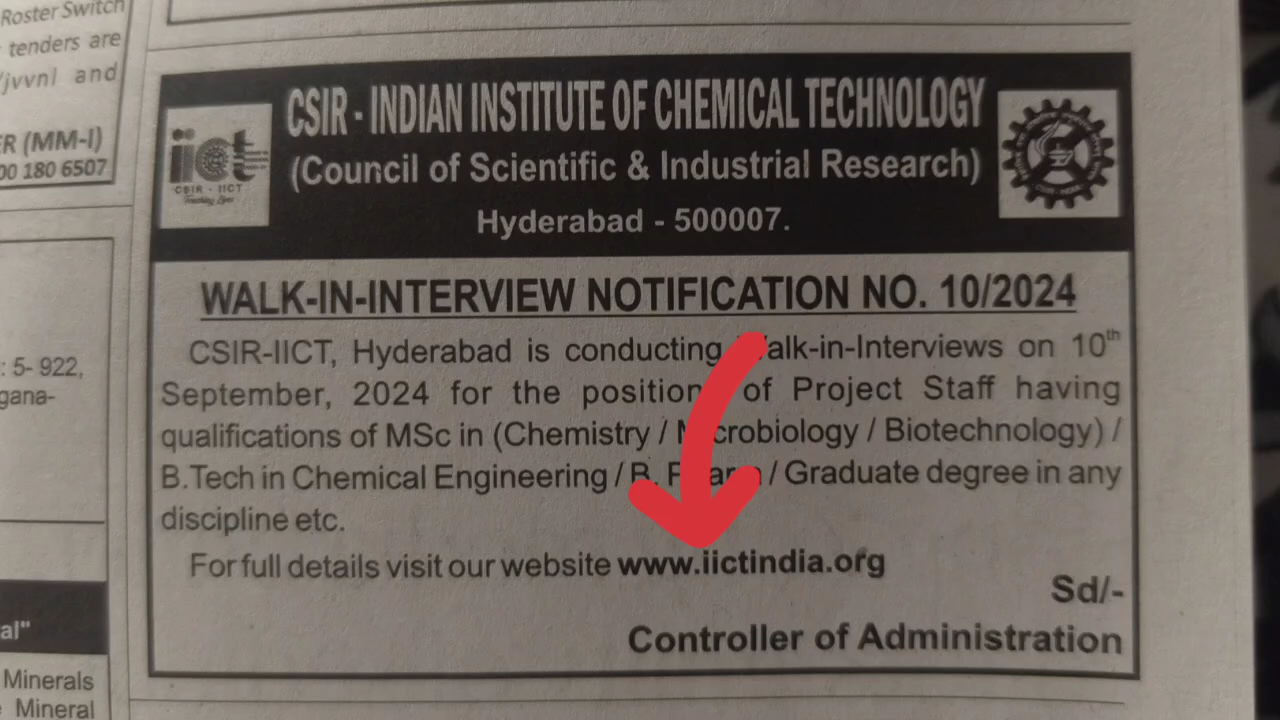 Roster Switch
tenders are
/jvvnl and
ER (MM-I)
00 180 6507
: 5- 922,
gana-
al"
Minerals
Mineral
iict
CSIR - IICT
Touching Lives
CSIR - INDIAN INSTITUTE OF CHEMICAL TECHNOLOGY
(Council of Scientific & Industrial Research)
Hyderabad - 500007.
WALK-IN-INTERVIEW NOTIFICATION NO. 10/2024
CSIR-IICT, Hyderabad is conducting alk-in-Interviews on 10th
September, 2024 for the position of Project Staff having
qualifications of MSc in (Chemistry / M crobiology / Biotechnology) /
B.Tech in Chemical Engineering / B. / Graduate degree in any
discipline etc.
For full details visit our website www.iictindia.org
Sd/-
Controller of Administration